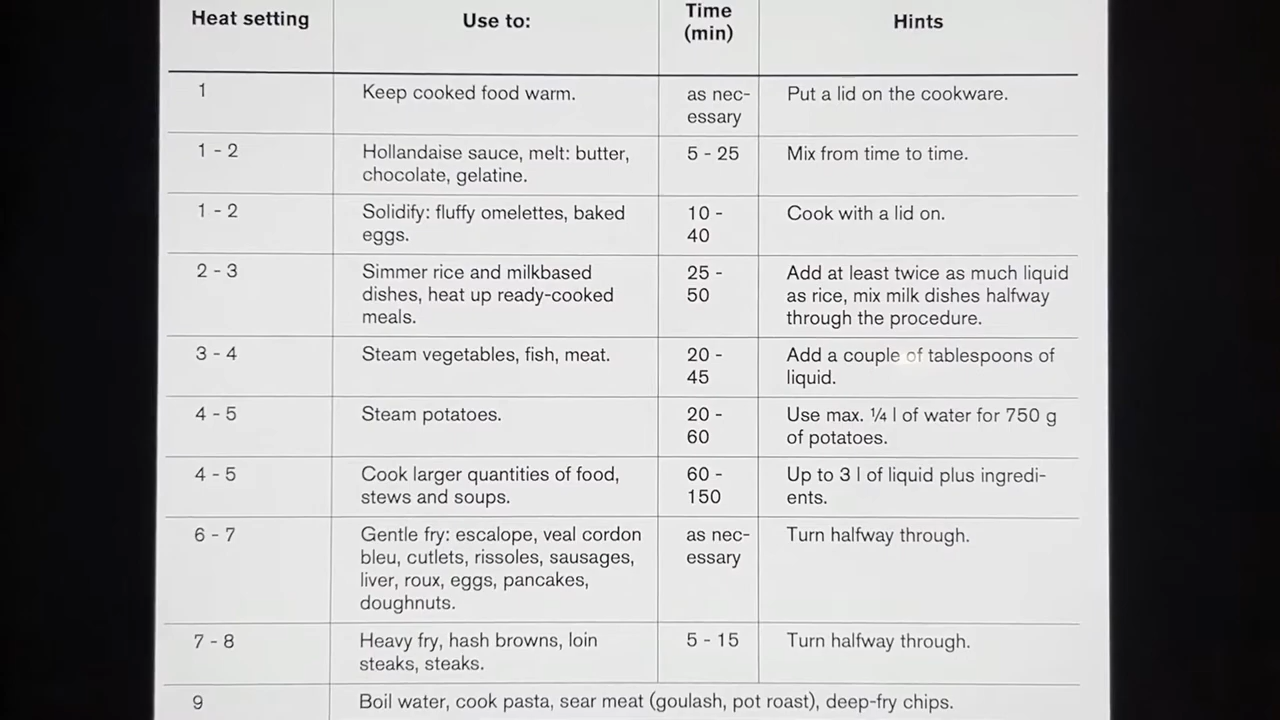 Heat setting Use to: Time (min) Hints
1 Keep cooked food warm. as nec-
essary Put a lid on the cookware.
1 - 2 Hollandaise sauce, melt: butter,
chocolate, gelatine. 5 - 25 Mix from time to time.
1 - 2 Solidify: fluffy omelettes, baked
eggs. 10 -
40 Cook with a lid on.
2 - 3 Simmer rice and milkbased
dishes, heat up ready-cooked
meals. 25 -
50 Add at least twice as much liquid
as rice, mix milk dishes halfway
through the procedure.
3 - 4 Steam vegetables, fish, meat. 20 -
45 Add a couple of tablespoons of
liquid.
4 - 5 Steam potatoes. 20 -
60 Use max. ¼ l of water for 750 g
of potatoes.
4 - 5 Cook larger quantities of food,
stews and soups. 60 -
150 Up to 3 l of liquid plus ingredi-
ents.
6 - 7 Gentle fry: escalope, veal cordon
bleu, cutlets, rissoles, sausages,
liver, roux, eggs, pancakes,
doughnuts. as nec-
essary Turn halfway through.
7 - 8 Heavy fry, hash browns, loin
steaks, steaks. 5 - 15 Turn halfway through.
9 Boil water, cook pasta, sear meat (goulash, pot roast), deep-fry chips.